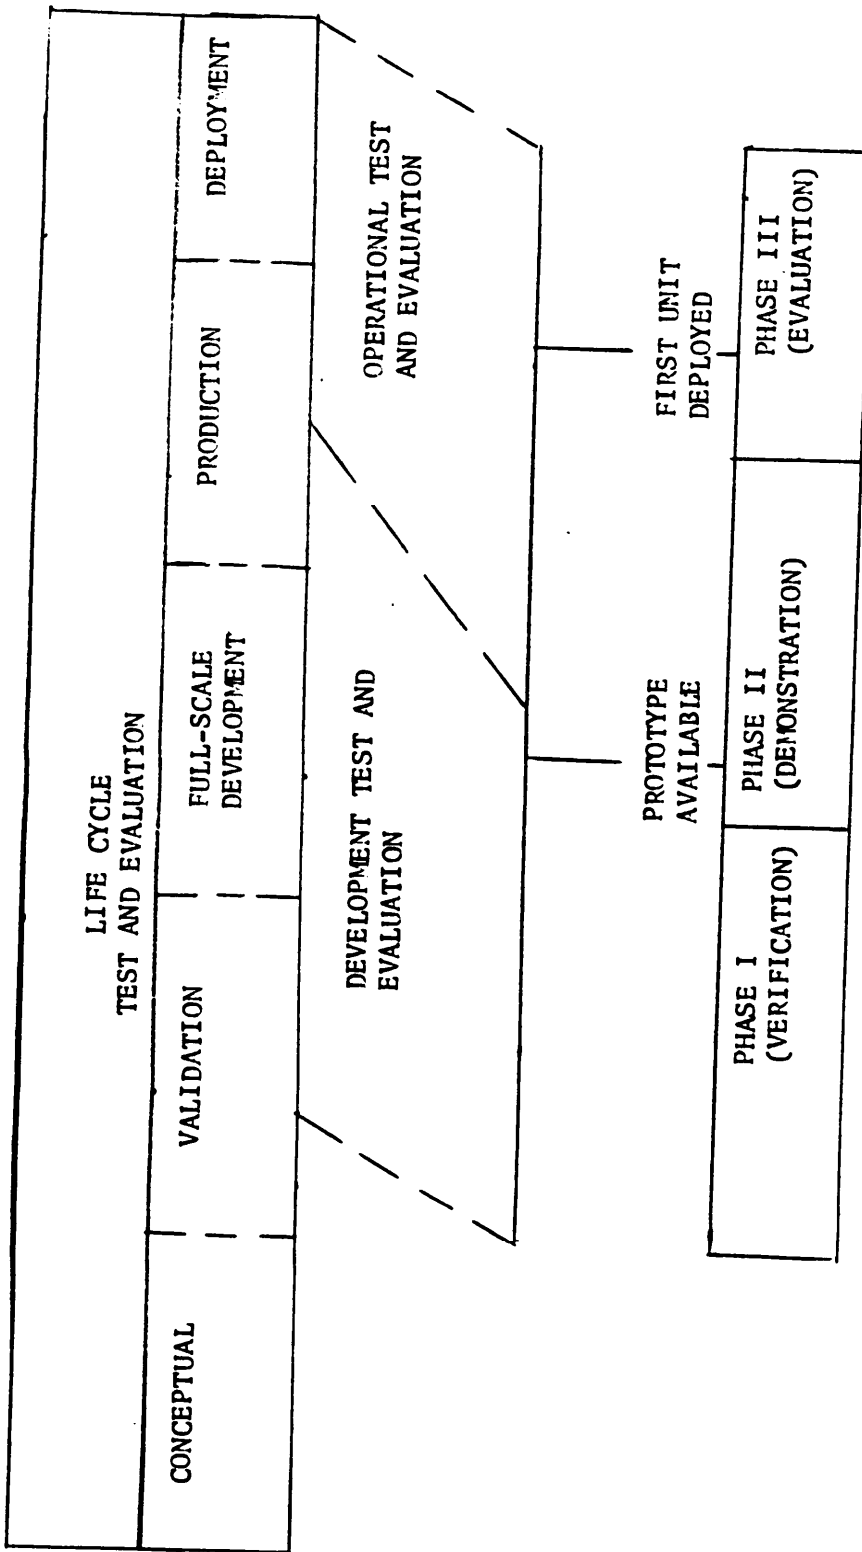 LIFE CYCLE
TEST AND EVALUATION
CONCEPTUAL
VALIDATION
FULL-SCALE
DEVELOPMENT
PRODUCTION
DEPLOYMENT
DEVELOPMENT TEST AND
EVALUATION
OPERATIONAL TEST
AND EVALUATION
PROTOTYPE
AVAILABLE
FIRST UNIT
DEPLOYED
PHASE I
(VERIFICATION)
PHASE II
(DEMONSTRATION)
PHASE III
(EVALUATION)